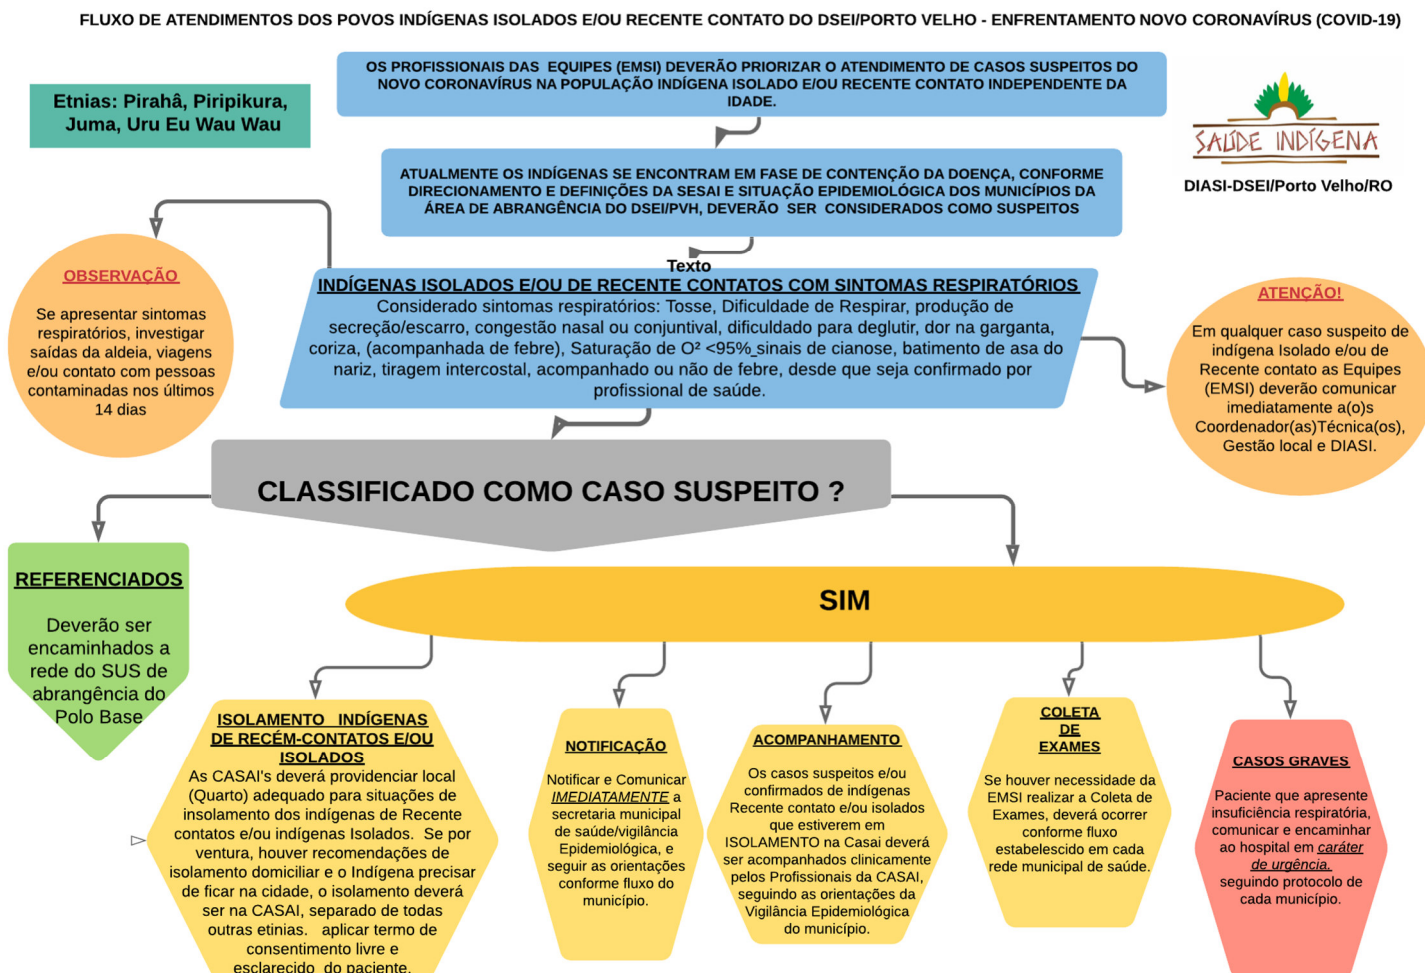 FLUXO DE ATENDIMENTOS DOS POVOS INDÍGENAS ISOLADOS E/OU RECENTE CONTATO DO DSEI/PORTO VELHO - ENFRENTAMENTO NOVO CORONAVÍRUS (COVID-19)
Etnias: Pirahâ, Piripikura,
Juma, Uru Eu Wau Wau
OS PROFISSIONAIS DAS EQUIPES (EMSI) DEVERÃO PRIORIZAR O ATENDIMENTO DE CASOS SUSPEITOS DO
NOVO CORONAVÍRUS NA POPULAÇÃO INDÍGENA ISOLADO E/OU RECENTE CONTATO INDEPENDENTE DA
IDADE.
SAÚDE INDÍGENA
DIASI-DSEI/Porto Velho/RO
ATUALMENTE OS INDÍGENAS SE ENCONTRAM EM FASE DE CONTENÇÃO DA DOENÇA, CONFORME
DIRECIONAMENTO E DEFINIÇÕES DA SESAI E SITUAÇÃO EPIDEMIOLÓGICA DOS MUNICÍPIOS DA
ÁREA DE ABRANGÊNCIA DO DSEI/PVH, DEVERÃO SER CONSIDERADOS COMO SUSPEITOS
OBSERVAÇÃO
Se apresentar sintomas
respiratórios, investigar
saídas da aldeia, viagens
e/ou contato com pessoas
contaminadas nos últimos
14 dias
Texto
INDÍGENAS ISOLADOS E/OU DE RECENTE CONTATOS COM SINTOMAS RESPIRATÓRIOS
Considerado sintomas respiratórios: Tosse, Dificuldade de Respirar, produção de
secreção/escarro, congestão nasal ou conjuntival, dificuldado para deglutir, dor na garganta,
coriza, (acompanhada de febre), Saturação de O² <95%_sinais de cianose, batimento de asa do
nariz, tiragem intercostal, acompanhado ou não de febre, desde que seja confirmado por
profissional de saúde.
ATENÇÃO!
Em qualquer caso suspeito de
indígena Isolado e/ou de
Recente contato as Equipes
(EMSI) deverão comunicar
imediatamente a(o)s
Coordenador(as)Técnica(os),
Gestão local e DIASI.
CLASSIFICADO COMO CASO SUSPEITO ?
REFERENCIADOS
Deverão ser
encaminhados a
rede do SUS de
abrangência do
Polo Base
SIM
ISOLAMENTO INDÍGENAS
DE RECÉM-CONTATOS E/OU
ISOLADOS
As CASAI's deverá providenciar local
(Quarto) adequado para situações de
insolamento dos indígenas de Recente
contatos e/ou indígenas Isolados. Se por
ventura, houver recomendações de
isolamento domiciliar e o Indígena precisar
de ficar na cidade, o isolamento deverá
ser na CASAI, separado de todas
outras etinias. aplicar termo de
consentimento livre e
esclarecido do paciente.
NOTIFICAÇÃO
Notificar e Comunicar
IMEDIATAMENTE a
secretaria municipal
de saúde/vigilância
Epidemiológica, e
seguir as orientações
conforme fluxo do
município.
ACOMPANHAMENTO
Os casos suspeitos e/ou
confirmados de indígenas
Recente contato e/ou isolados
que estiverem em
ISOLAMENTO na Casai deverá
ser acompanhados clinicamente
pelos Profissionais da CASAI,
seguindo as orientações da
Vigilância Epidemiológica
do município.
COLETA
DE
EXAMES
Se houver necessidade da
EMSI realizar a Coleta de
Exames, deverá ocorrer
conforme fluxo
estabelescido em cada
rede municipal de saúde.
CASOS GRAVES
Paciente que apresente
insuficiência respiratória,
comunicar e encaminhar
ao hospital em caráter
de urgência.
seguindo protocolo de
cada município.